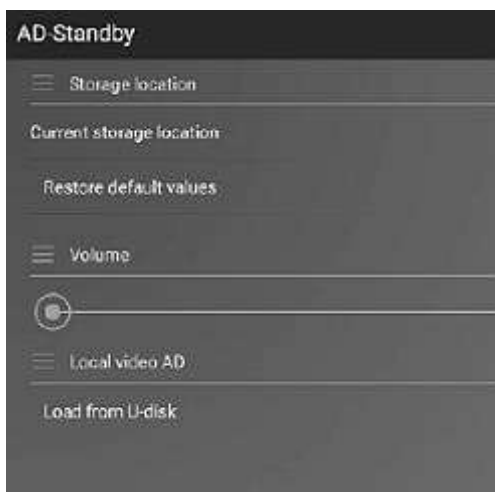 AD-Standby
Storage location
Current storage location
Restore default values
Volume
Local video AD
Load from U-disk